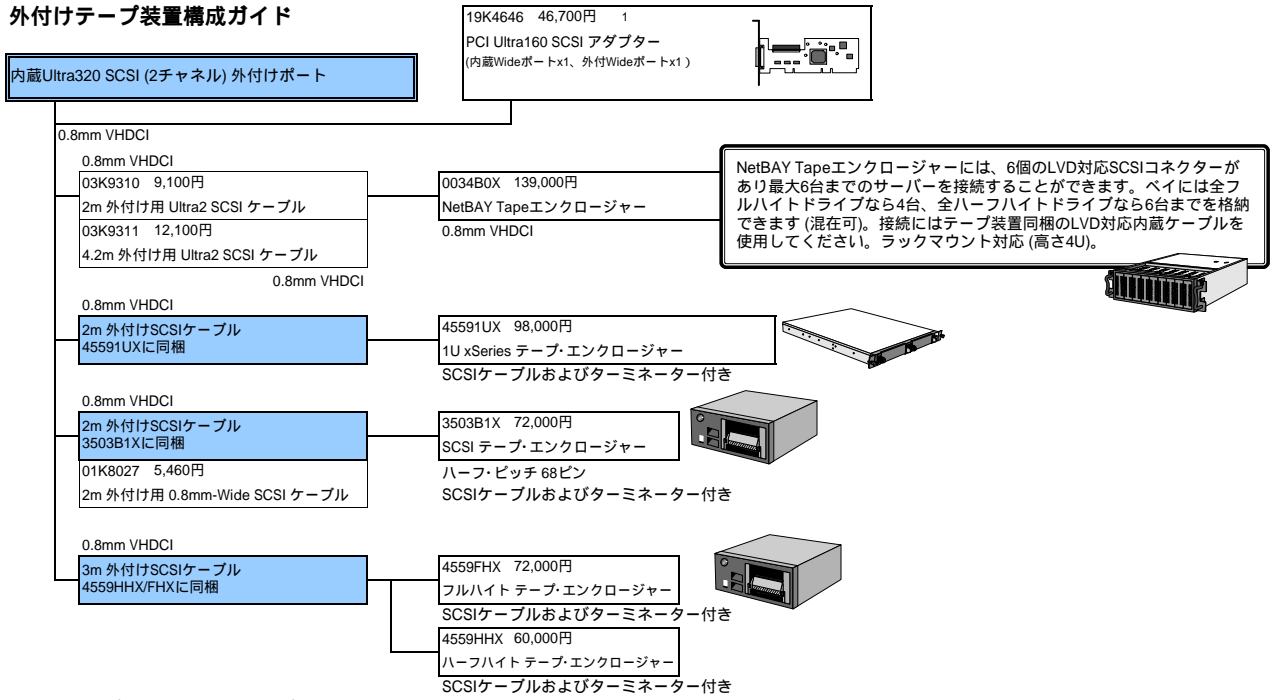 外付けテープ装置構成ガイド
19K4646 46,700円 1
PCI Ultra160 SCSI アダプター
(内蔵Wideポートx1、外付Wideポートx1 )
内蔵Ultra320 SCSI (2チャネル) 外付けポート
0.8mm VHDCI
0.8mm VHDCI
03K9310 9,100円
2m 外付け用 Ultra2 SCSI ケーブル
03K9311 12,100円
4.2m 外付け用 Ultra2 SCSI ケーブル
0.8mm VHDCI
0034B0X 139,000円
NetBAY Tapeエンクロージャー
0.8mm VHDCI
NetBAY Tapeエンクロージャーには、6個のLVD対応SCSIコネクターが
あり最大6台までのサーバーを接続することができます。ベイには全フ
ルハイトドライブなら4台、全ハーフハイトドライブなら6台までを格納
できます (混在可)。接続にはテープ装置同梱のLVD対応内蔵ケーブルを
使用してください。ラックマウント対応 (高さ4U)。
0.8mm VHDCI
2m 外付けSCSIケーブル
45591UXに同梱
45591UX 98,000円
1U xSeries テープ・エンクロージャー
SCSIケーブルおよびターミネーター付き
0.8mm VHDCI
2m 外付けSCSIケーブル
3503B1Xに同梱
01K8027 5,460円
2m 外付け用 0.8mm-Wide SCSI ケーブル
3503B1X 72,000円
SCSI テープ・エンクロージャー
ハーフ・ピッチ 68ピン
SCSIケーブルおよびターミネーター付き
0.8mm VHDCI
3m 外付けSCSIケーブル
4559HHX/FHXに同梱
4559FHX 72,000円
フルハイト テープ・エンクロージャー
SCSIケーブルおよびターミネーター付き
4559HHX 60,000円
ハーフハイト テープ・エンクロージャー
SCSIケーブルおよびターミネーター付き